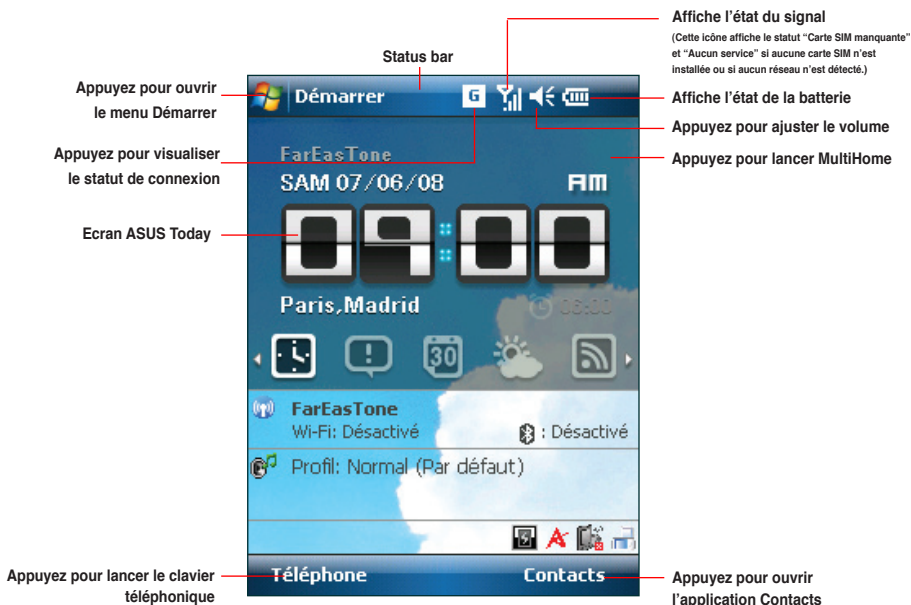 Affiche l'état du signal
(Cette icône affiche le statut "Carte SIM manquante"
et "Aucun service" si aucune carte SIM n'est
installée ou si aucun réseau n'est détecté.)
Status bar
Appuyez pour ouvrir
le menu Démarrer
Démarrer
G
Affiche l'état de la batterie
Appuyez pour ajuster le volume
Appuyez pour visualiser
le statut de connexion
Appuyez pour lancer MultiHome
FarEasTone
SAM 07/06/08
AM
Ecran ASUS Today
09:00
Paris,Madrid
06:00
30
FarEasTone
Wi-Fi: Désactivé
: Désactivé
Profil: Normal (Par défaut)
Téléphone
Contacts
Appuyez pour lancer le clavier
téléphonique
Appuyez pour ouvrir
l'application Contacts